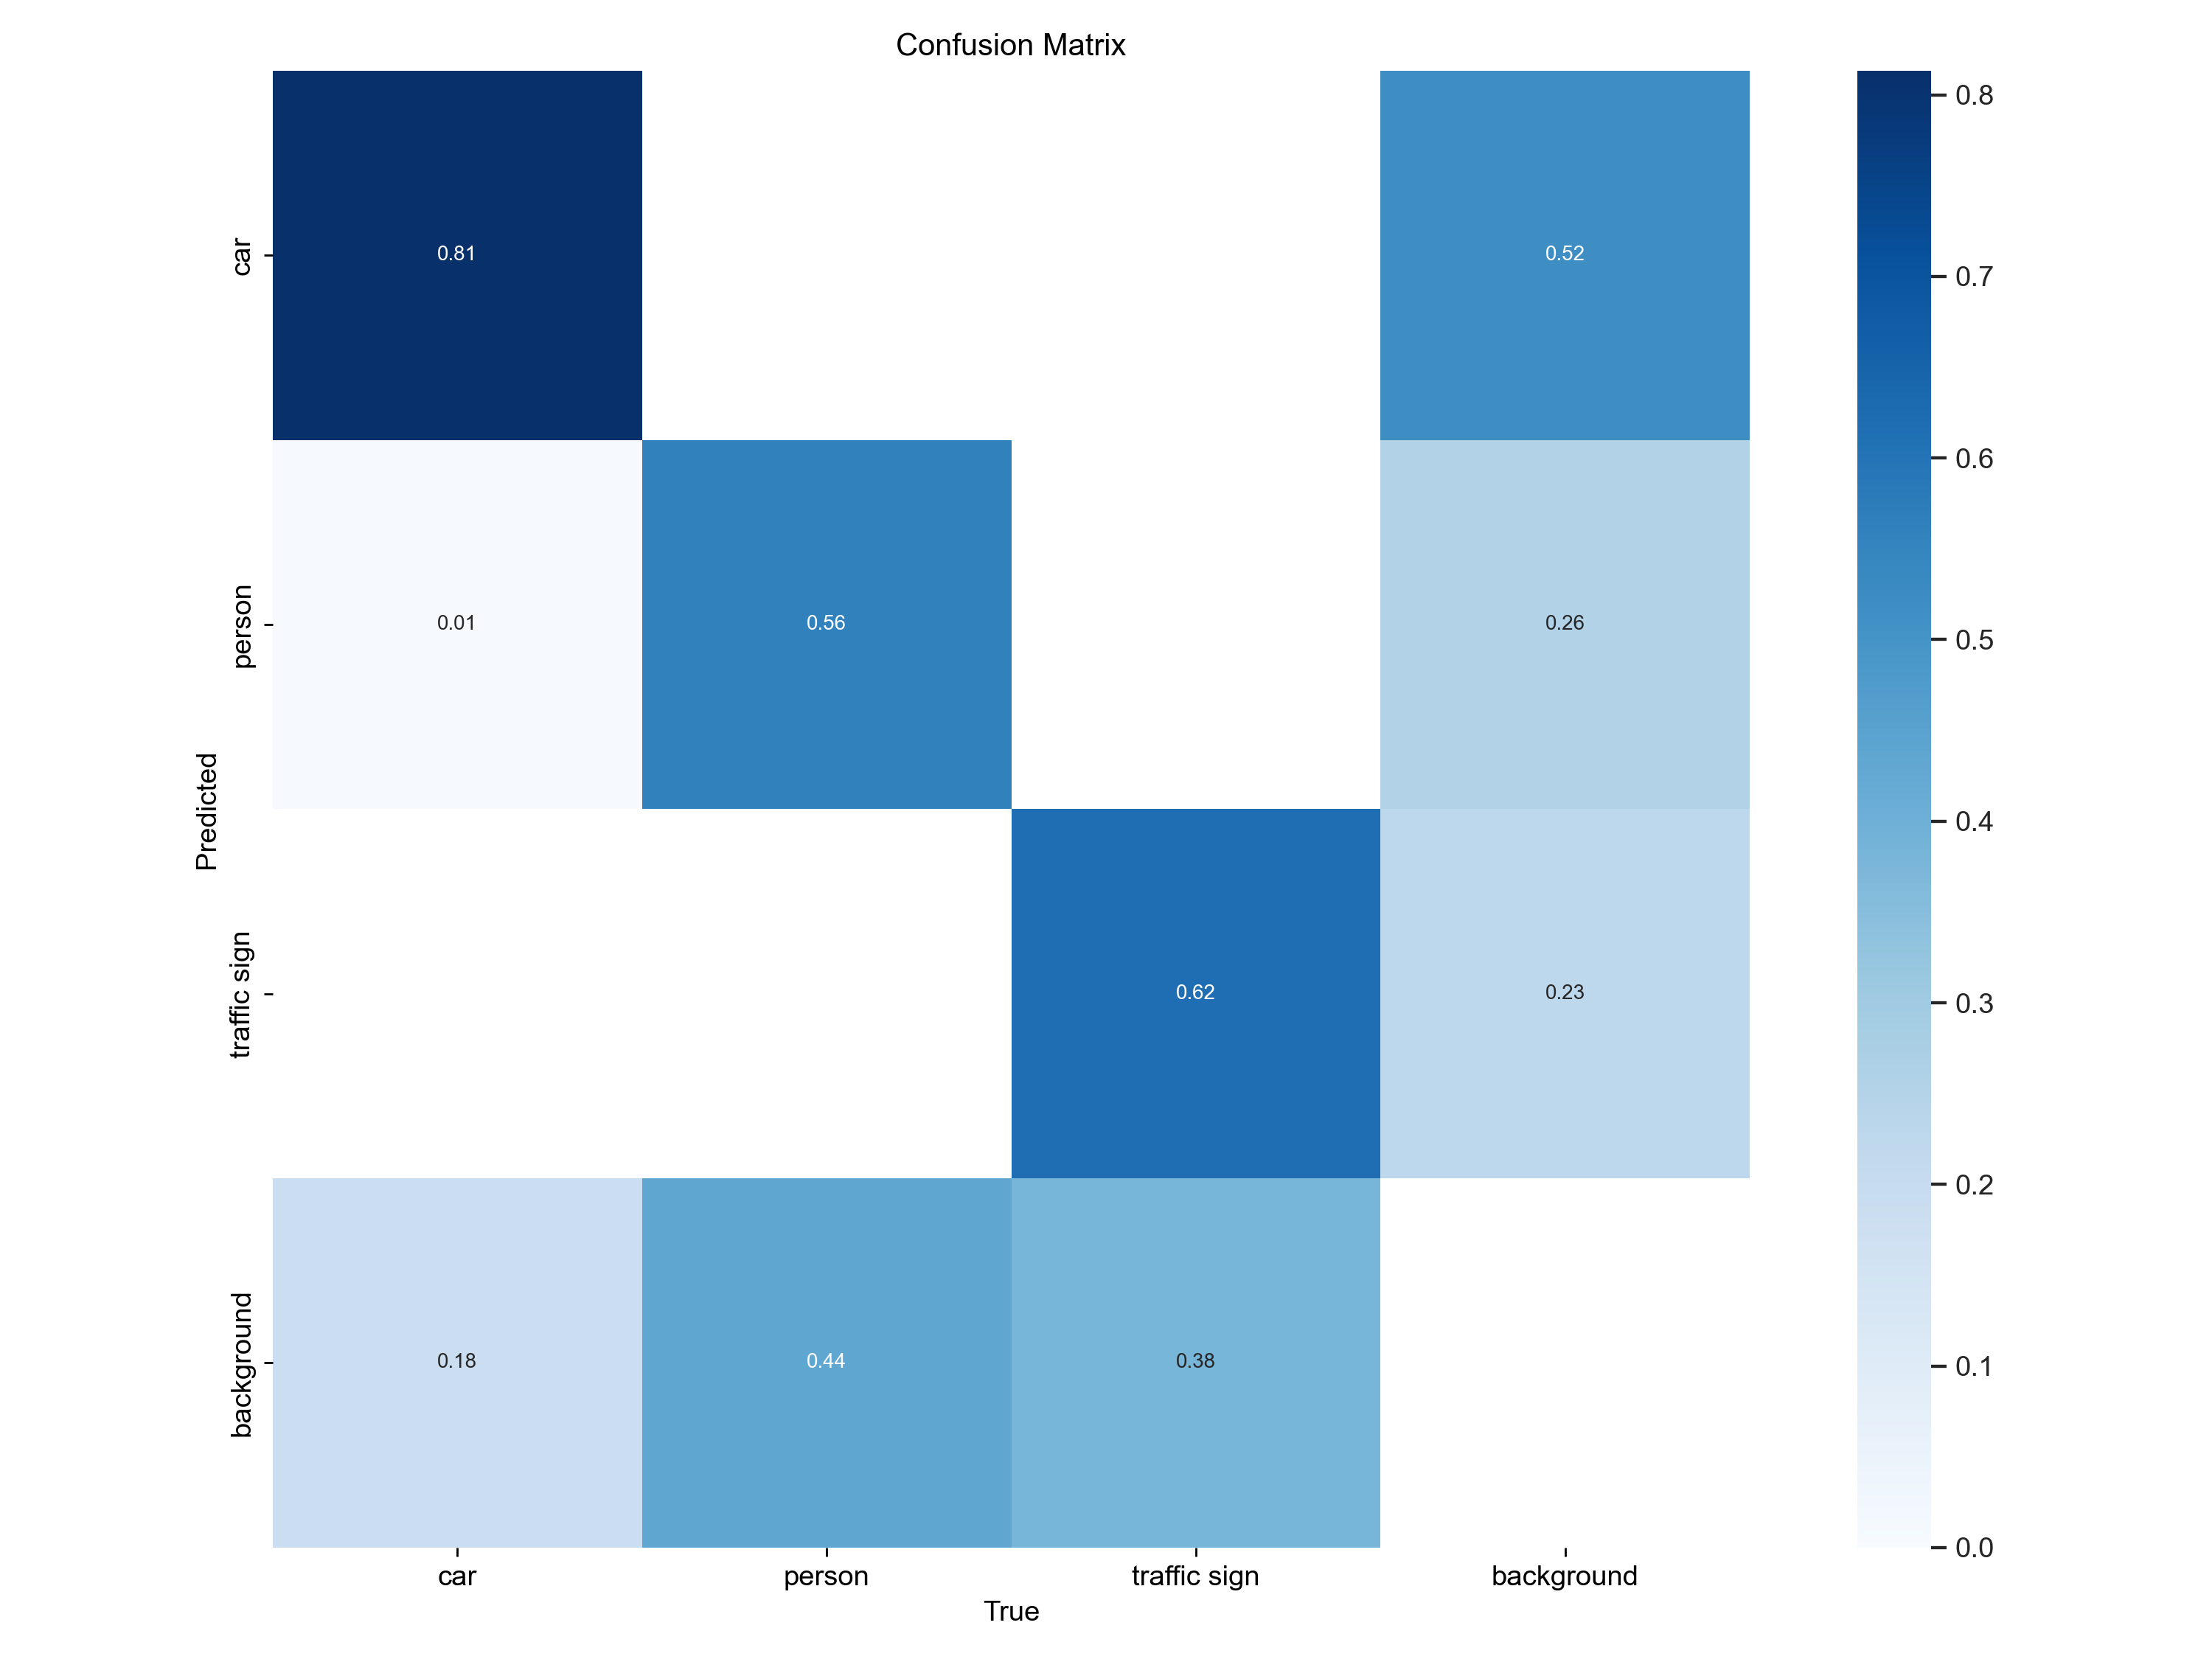 Confusion Matrix
car
0.81
0.52
person
0.01
0.56
0.26
traffic sign
0.62
0.23
background
0.18
0.44
0.38
Predicted
car
person
traffic sign
background
True
0.8
0.7
0.6
0.5
0.4
0.3
0.2
0.1
0.0